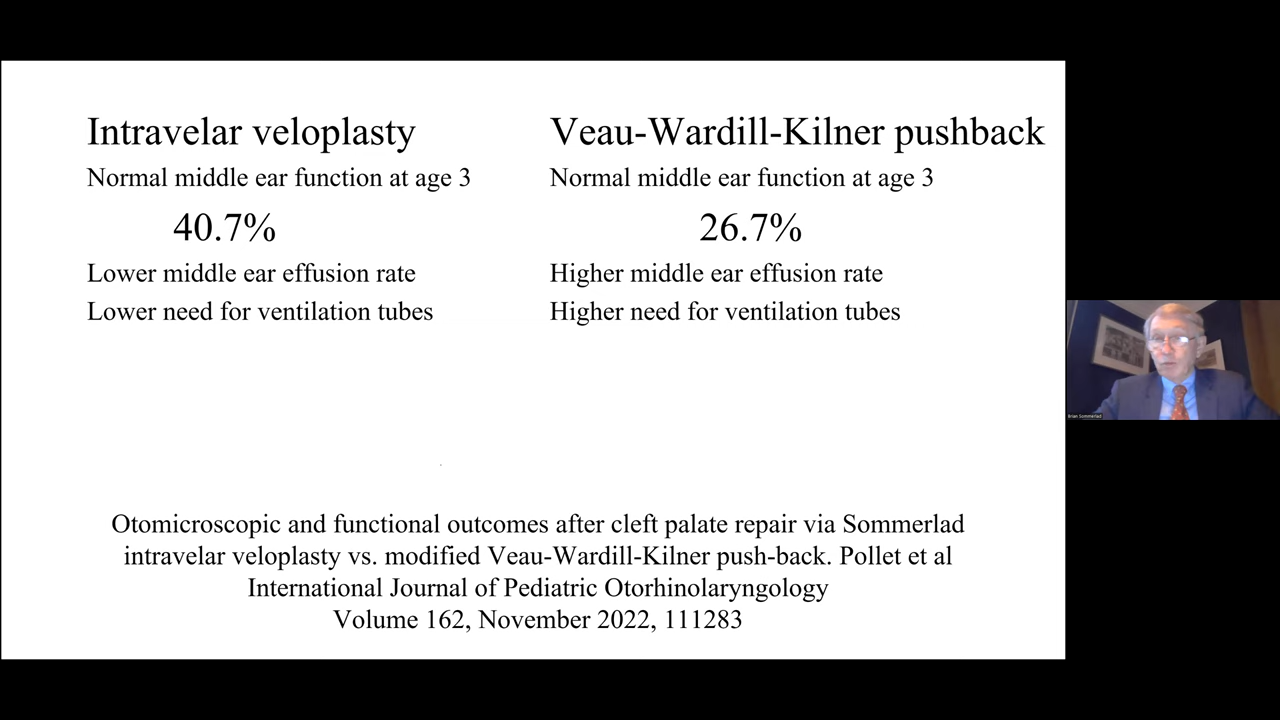 Intravelar veloplasty
Normal middle ear function at age 3
40.7%
Lower middle ear effusion rate
Lower need for ventilation tubes
Veau-Wardill-Kilner pushback
Normal middle ear function at age 3
26.7%
Higher middle ear effusion rate
Higher need for ventilation tubes
Otomicroscopic and functional outcomes after cleft palate repair via Sommerlad
intravelar veloplasty vs. modified Veau-Wardill-Kilner push-back. Pollet et al
International Journal of Pediatric Otorhinolaryngology
Volume 162, November 2022, 111283
Brian Sommerlad